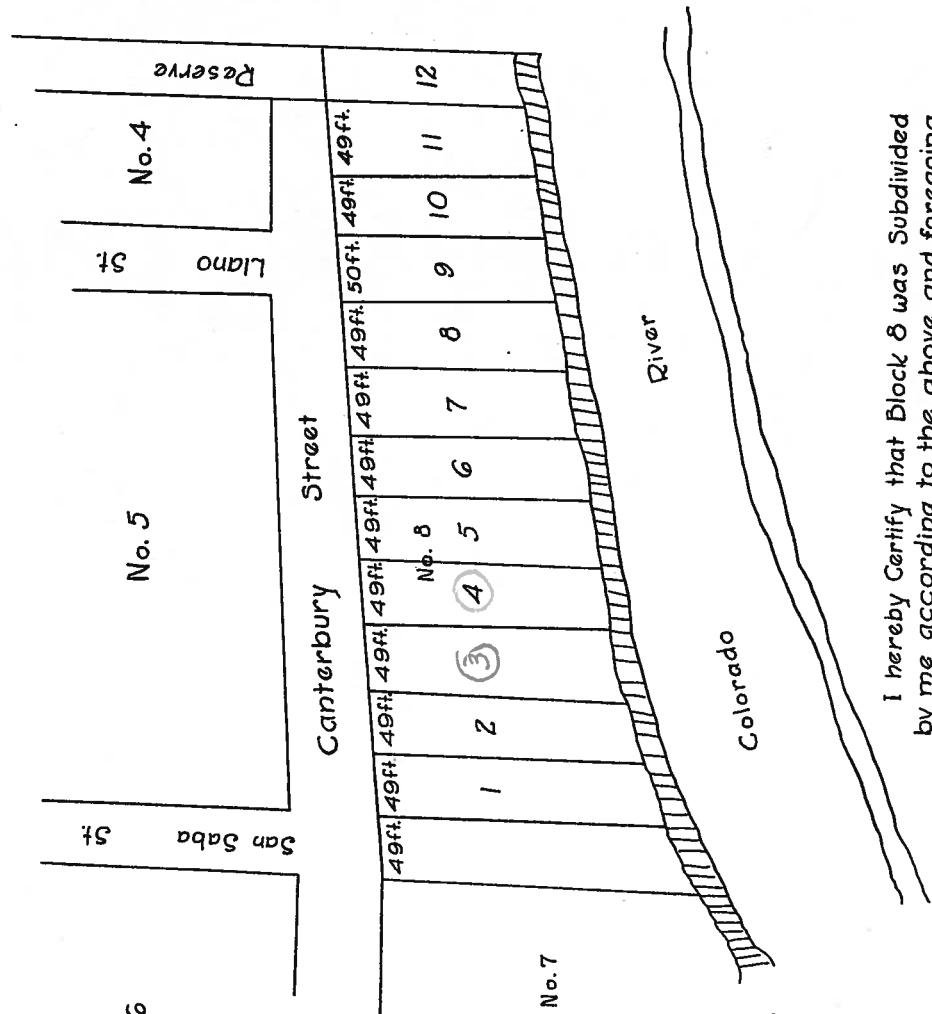 Reserve
No. 4
Llano St.
No. 5
San Saba St.
Canterbury Street
49ft. 49ft. 49ft. 49ft. 49ft. 49ft. 49ft. 49ft. 49ft. 50ft. 49ft. 49ft.
No. 8
1 2 3 4 5 6 7 8 9 10 11 12
No. 7
6
Colorado River
I hereby Certify that Block 8 was Subdivided
by me according to the above and foregoing